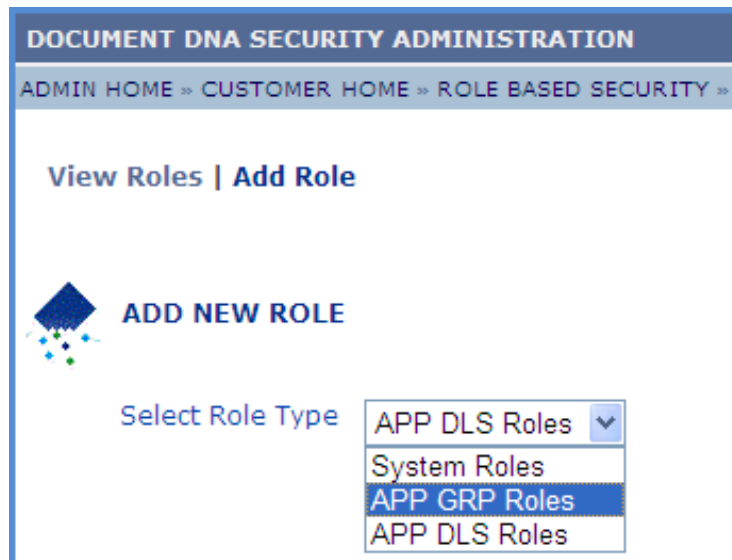 DOCUMENT DNA SECURITY ADMINISTRATION
ADMIN HOME » CUSTOMER HOME » ROLE BASED SECURITY »
View Roles | Add Role
ADD NEW ROLE
Select Role Type APP DLS Roles
System Roles
APP GRP Roles
APP DLS Roles